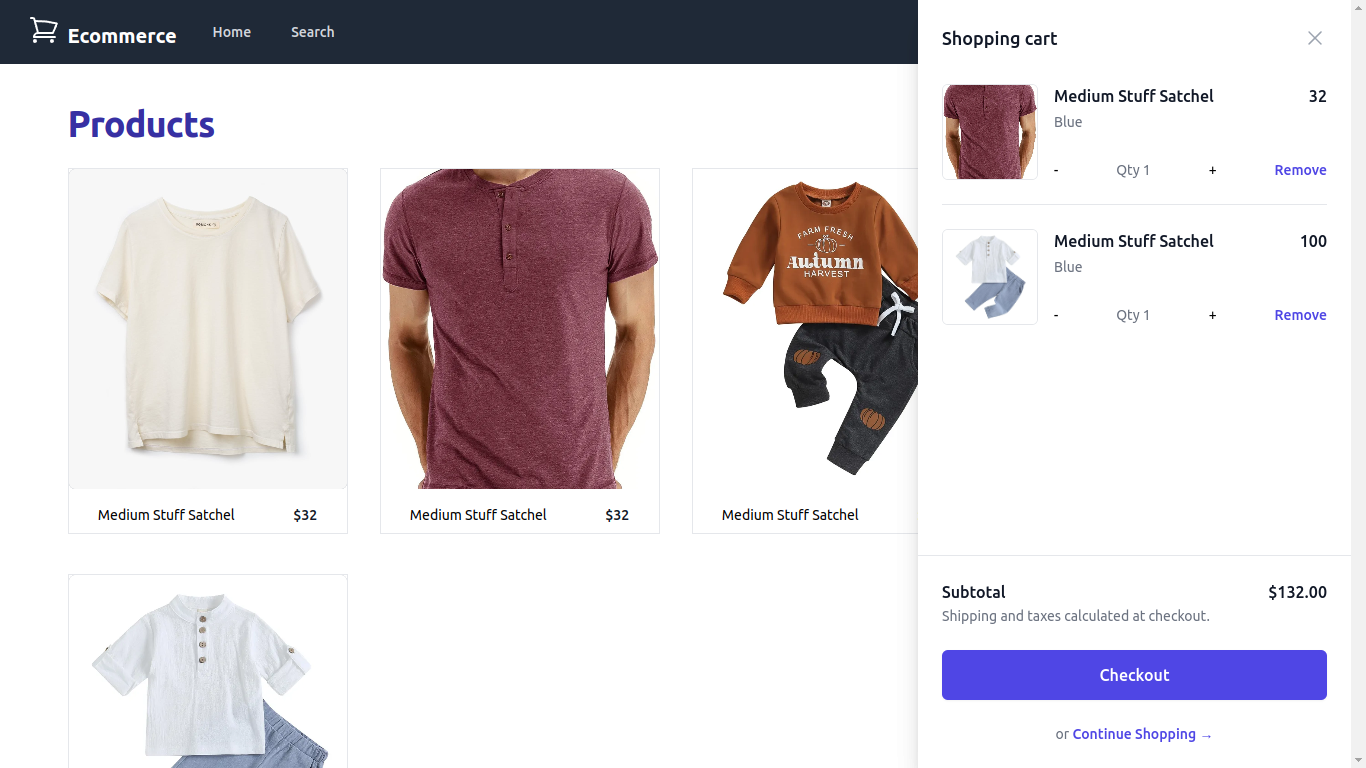 Ecommerce
Home
Search
Products
FARM FRESH
Autumn
HARVEST
Medium Stuff Satchel
$32
Medium Stuff Satchel
$32
Medium Stuff Satchel
Shopping cart
Medium Stuff Satchel
32
Blue
-
Qty 1
+
Remove
Medium Stuff Satchel
100
Blue
-
Qty 1
+
Remove
Subtotal
$132.00
Shipping and taxes calculated at checkout.
Checkout
or Continue Shopping →